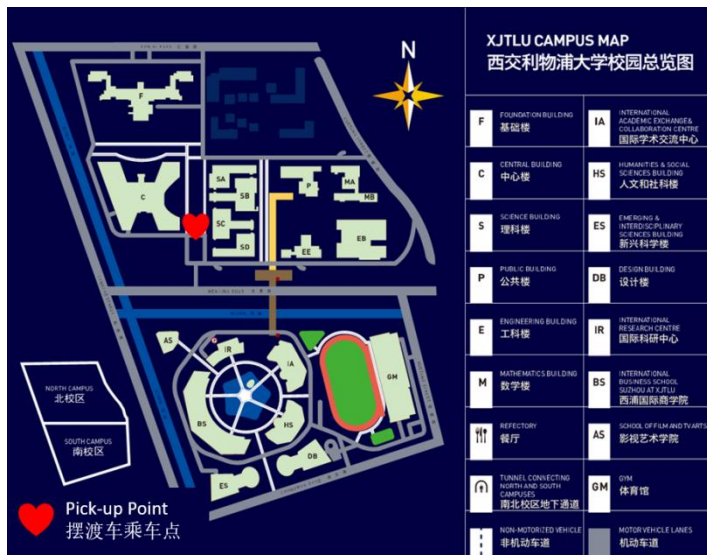 XJTLU CAMPUS MAP
西交利物浦大学校园总览图
N
F
FOUNDATION BUILDING
基础楼
IA
INTERNATIONAL
ACADEMIC EXCHANGE&
COLLABORATION CENTRE
国际学术交流中心
C
CENTRAL BUILDING
中心楼
HS
HUMANITIES & SOCIAL
SCIENCES BUILDING
人文和社科楼
S
SCIENCE BUILDING
理科楼
ES
EMERGING &
INTERDISCIPLINARY
SCIENCES BUILDING
新兴科学楼
P
PUBLIC BUILDING
公共楼
DB
DESIGN BUILDING
设计楼
E
ENGINEERING BUILDING
工科楼
IR
INTERNATIONAL
RESEARCH CENTRE
国际科研中心
M
MATHEMATICS BUILDING
数学楼
BS
INTERNATIONAL
BUSINESS SCHOOL
SUZHOU AT XJTLU
西浦国际商学院
REFECTORY
餐厅
AS
SCHOOL OF FILM AND TV ARTS
影视艺术学院
TUNNEL CONNECTING
NORTH AND SOUTH
CAMPUSES
南北校区地下通道
GM
GYM
体育馆
NON-MOTORIZED VEHICLE
非机动车道
MOTOR VEHICLE LANES
机动车道
F
C
SA
SB
SC
SD
P
MA
MB
EE
EB
AS
IR
IA
BS
HS
GM
DB
ES
NORTH CAMPUS
北校区
SOUTH CAMPUS
南校区
Pick-up Point
摆渡车乘车点